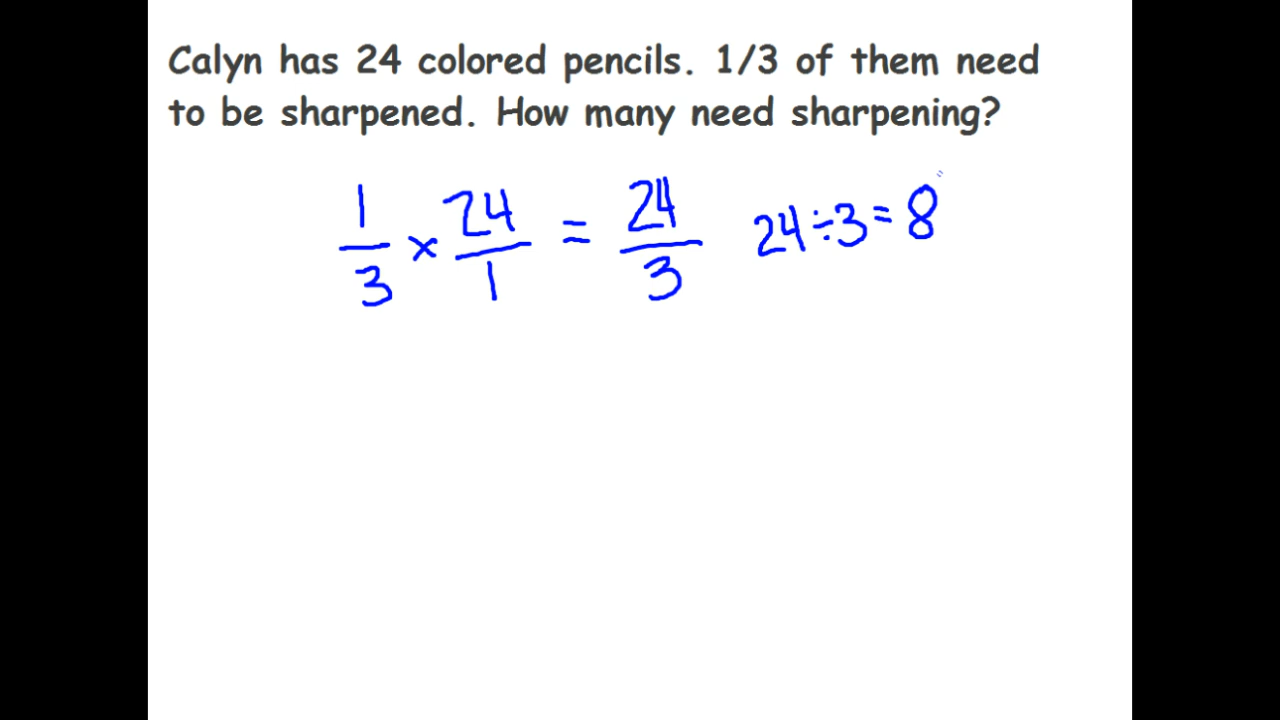 Calyn has 24 colored pencils. 1/3 of them need
to be sharpened. How many need sharpening?
1/3 × 24/1 = 24/3 24÷3=8